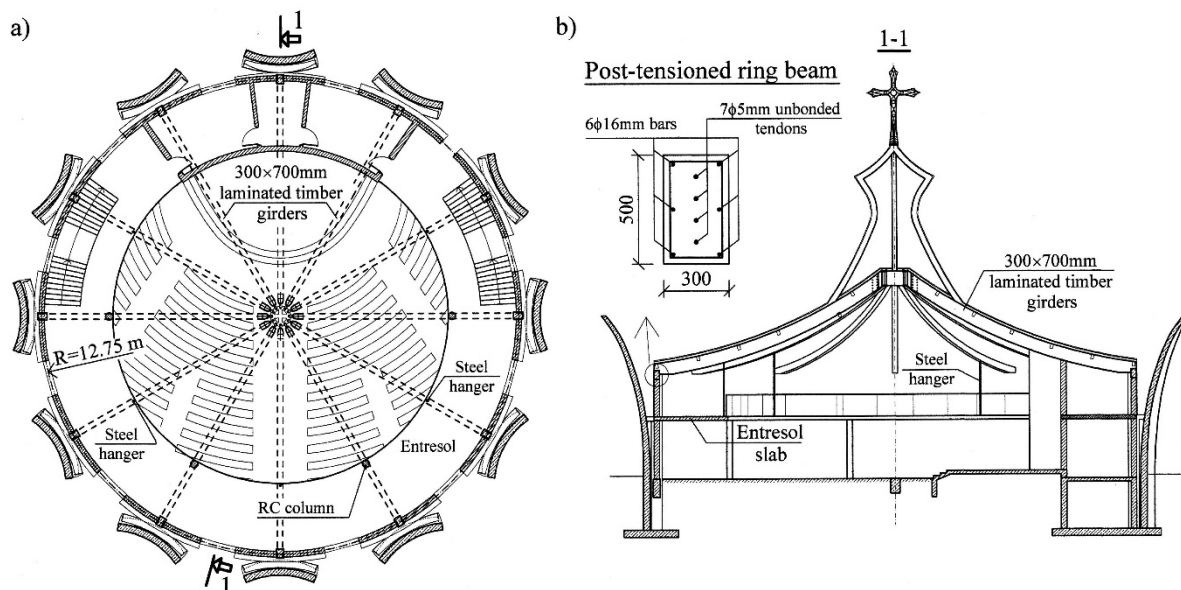 a)
1
300×700mm
laminated timber
girders
R=12.75 m
Steel
hanger
Steel
hanger
Entresol
RC column
1
b)
1-1
Post-tensioned ring beam
7ϕ5mm unbonded
tendons
6ϕ16mm bars
500
300
300×700mm
laminated timber
girders
Steel
hanger
Entresol
slab